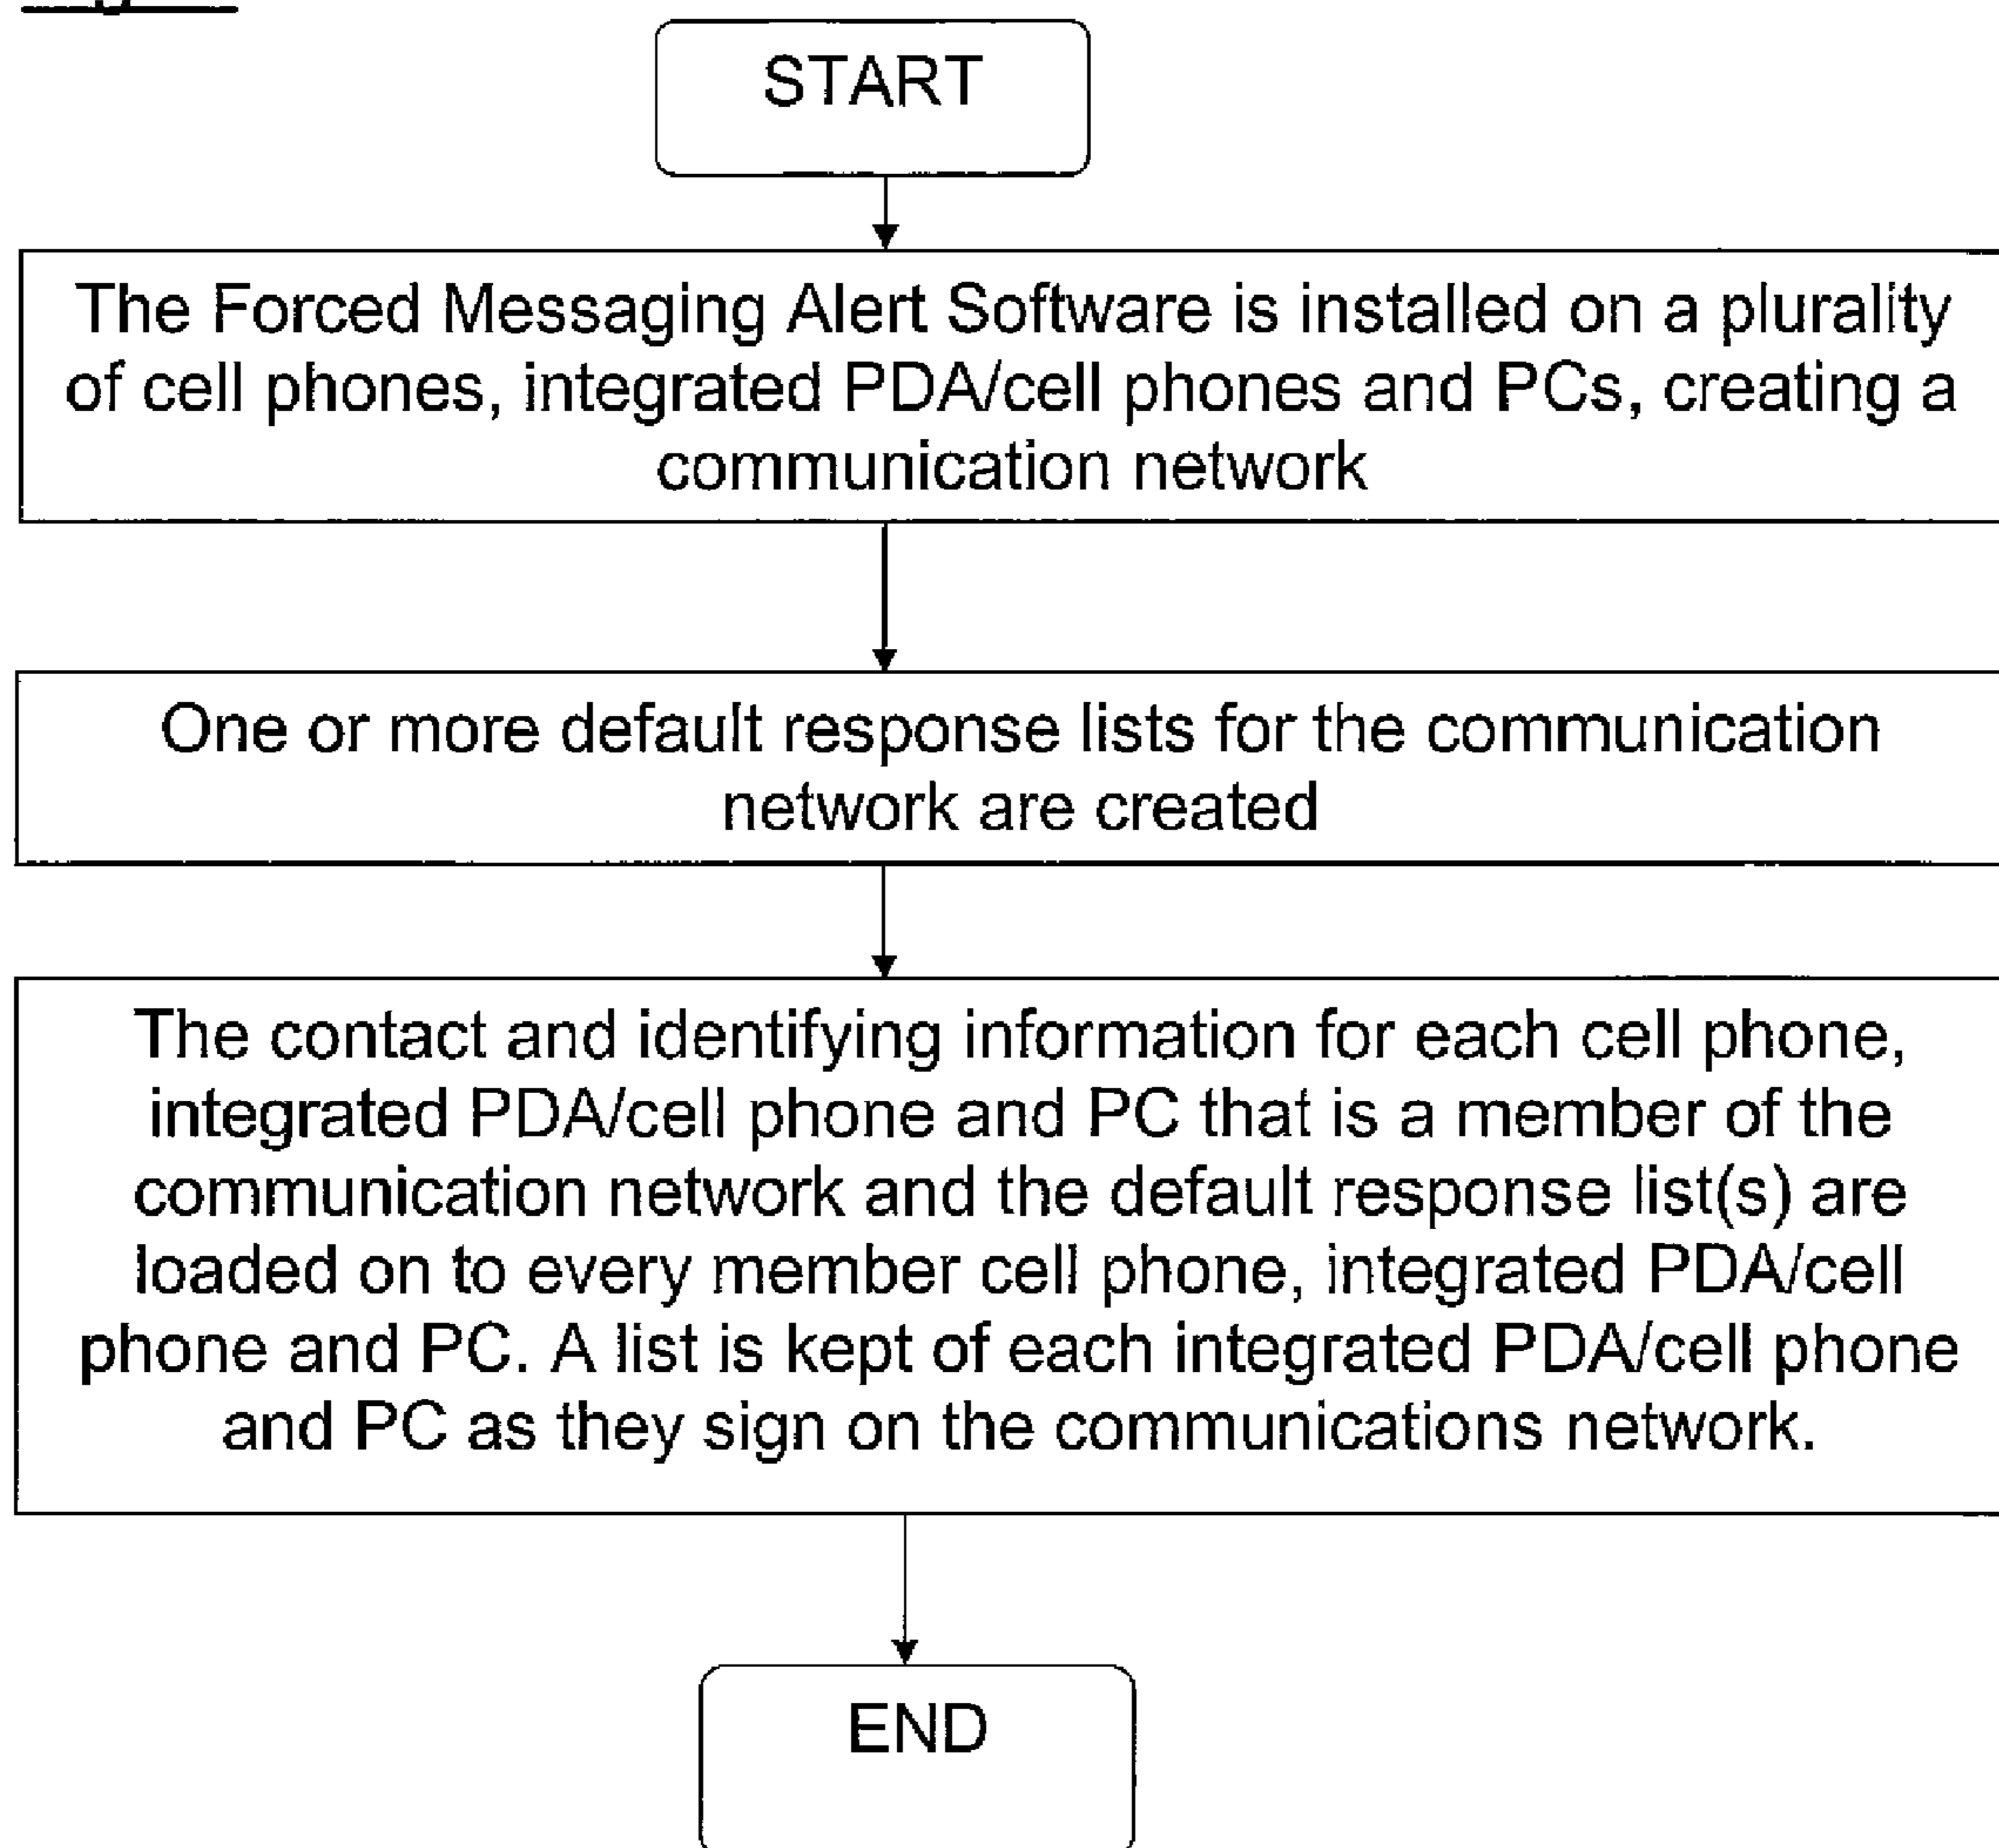 START
The Forced Messaging Alert Software is installed on a plurality
of cell phones, integrated PDA/cell phones and PCs, creating a
communication network
One or more default response lists for the communication
network are created
The contact and identifying information for each cell phone,
integrated PDA/cell phone and PC that is a member of the
communication network and the default response list(s) are
loaded on to every member cell phone, integrated PDA/cell
phone and PC. A list is kept of each integrated PDA/cell phone
and PC as they sign on the communications network.
END